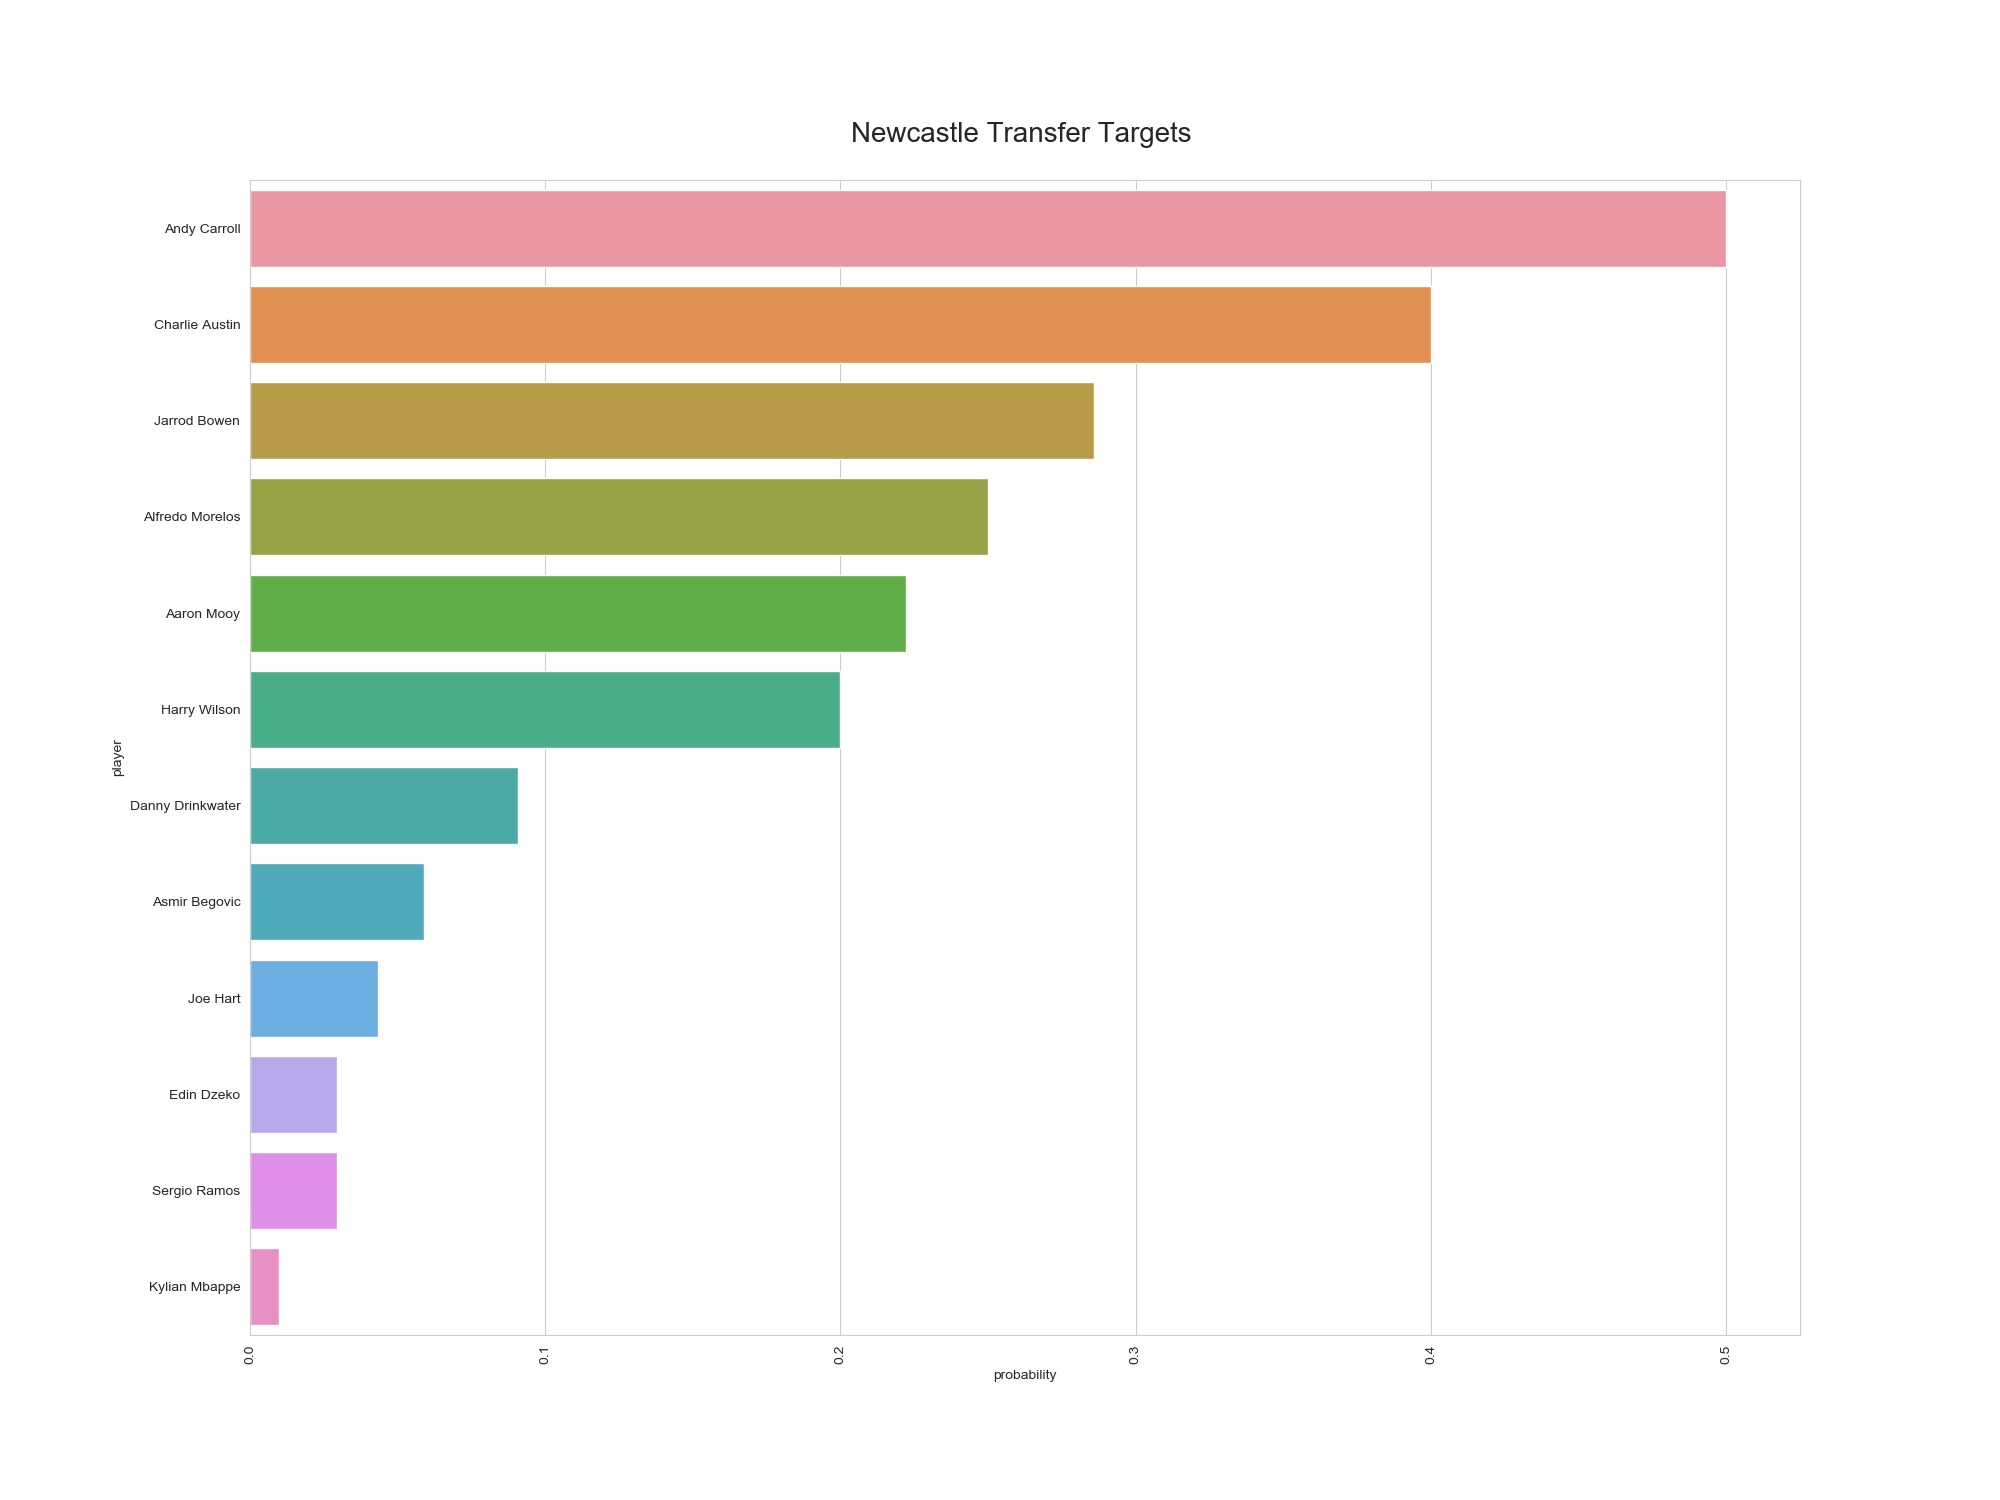 Newcastle Transfer Targets
Andy Carroll
Charlie Austin
Jarrod Bowen
Alfredo Morelos
Aaron Mooy
Harry Wilson
player
Danny Drinkwater
Asmir Begovic
Joe Hart
Edin Dzeko
Sergio Ramos
Kylian Mbappe
0.0 0.1 0.2 0.3 0.4 0.5
probability